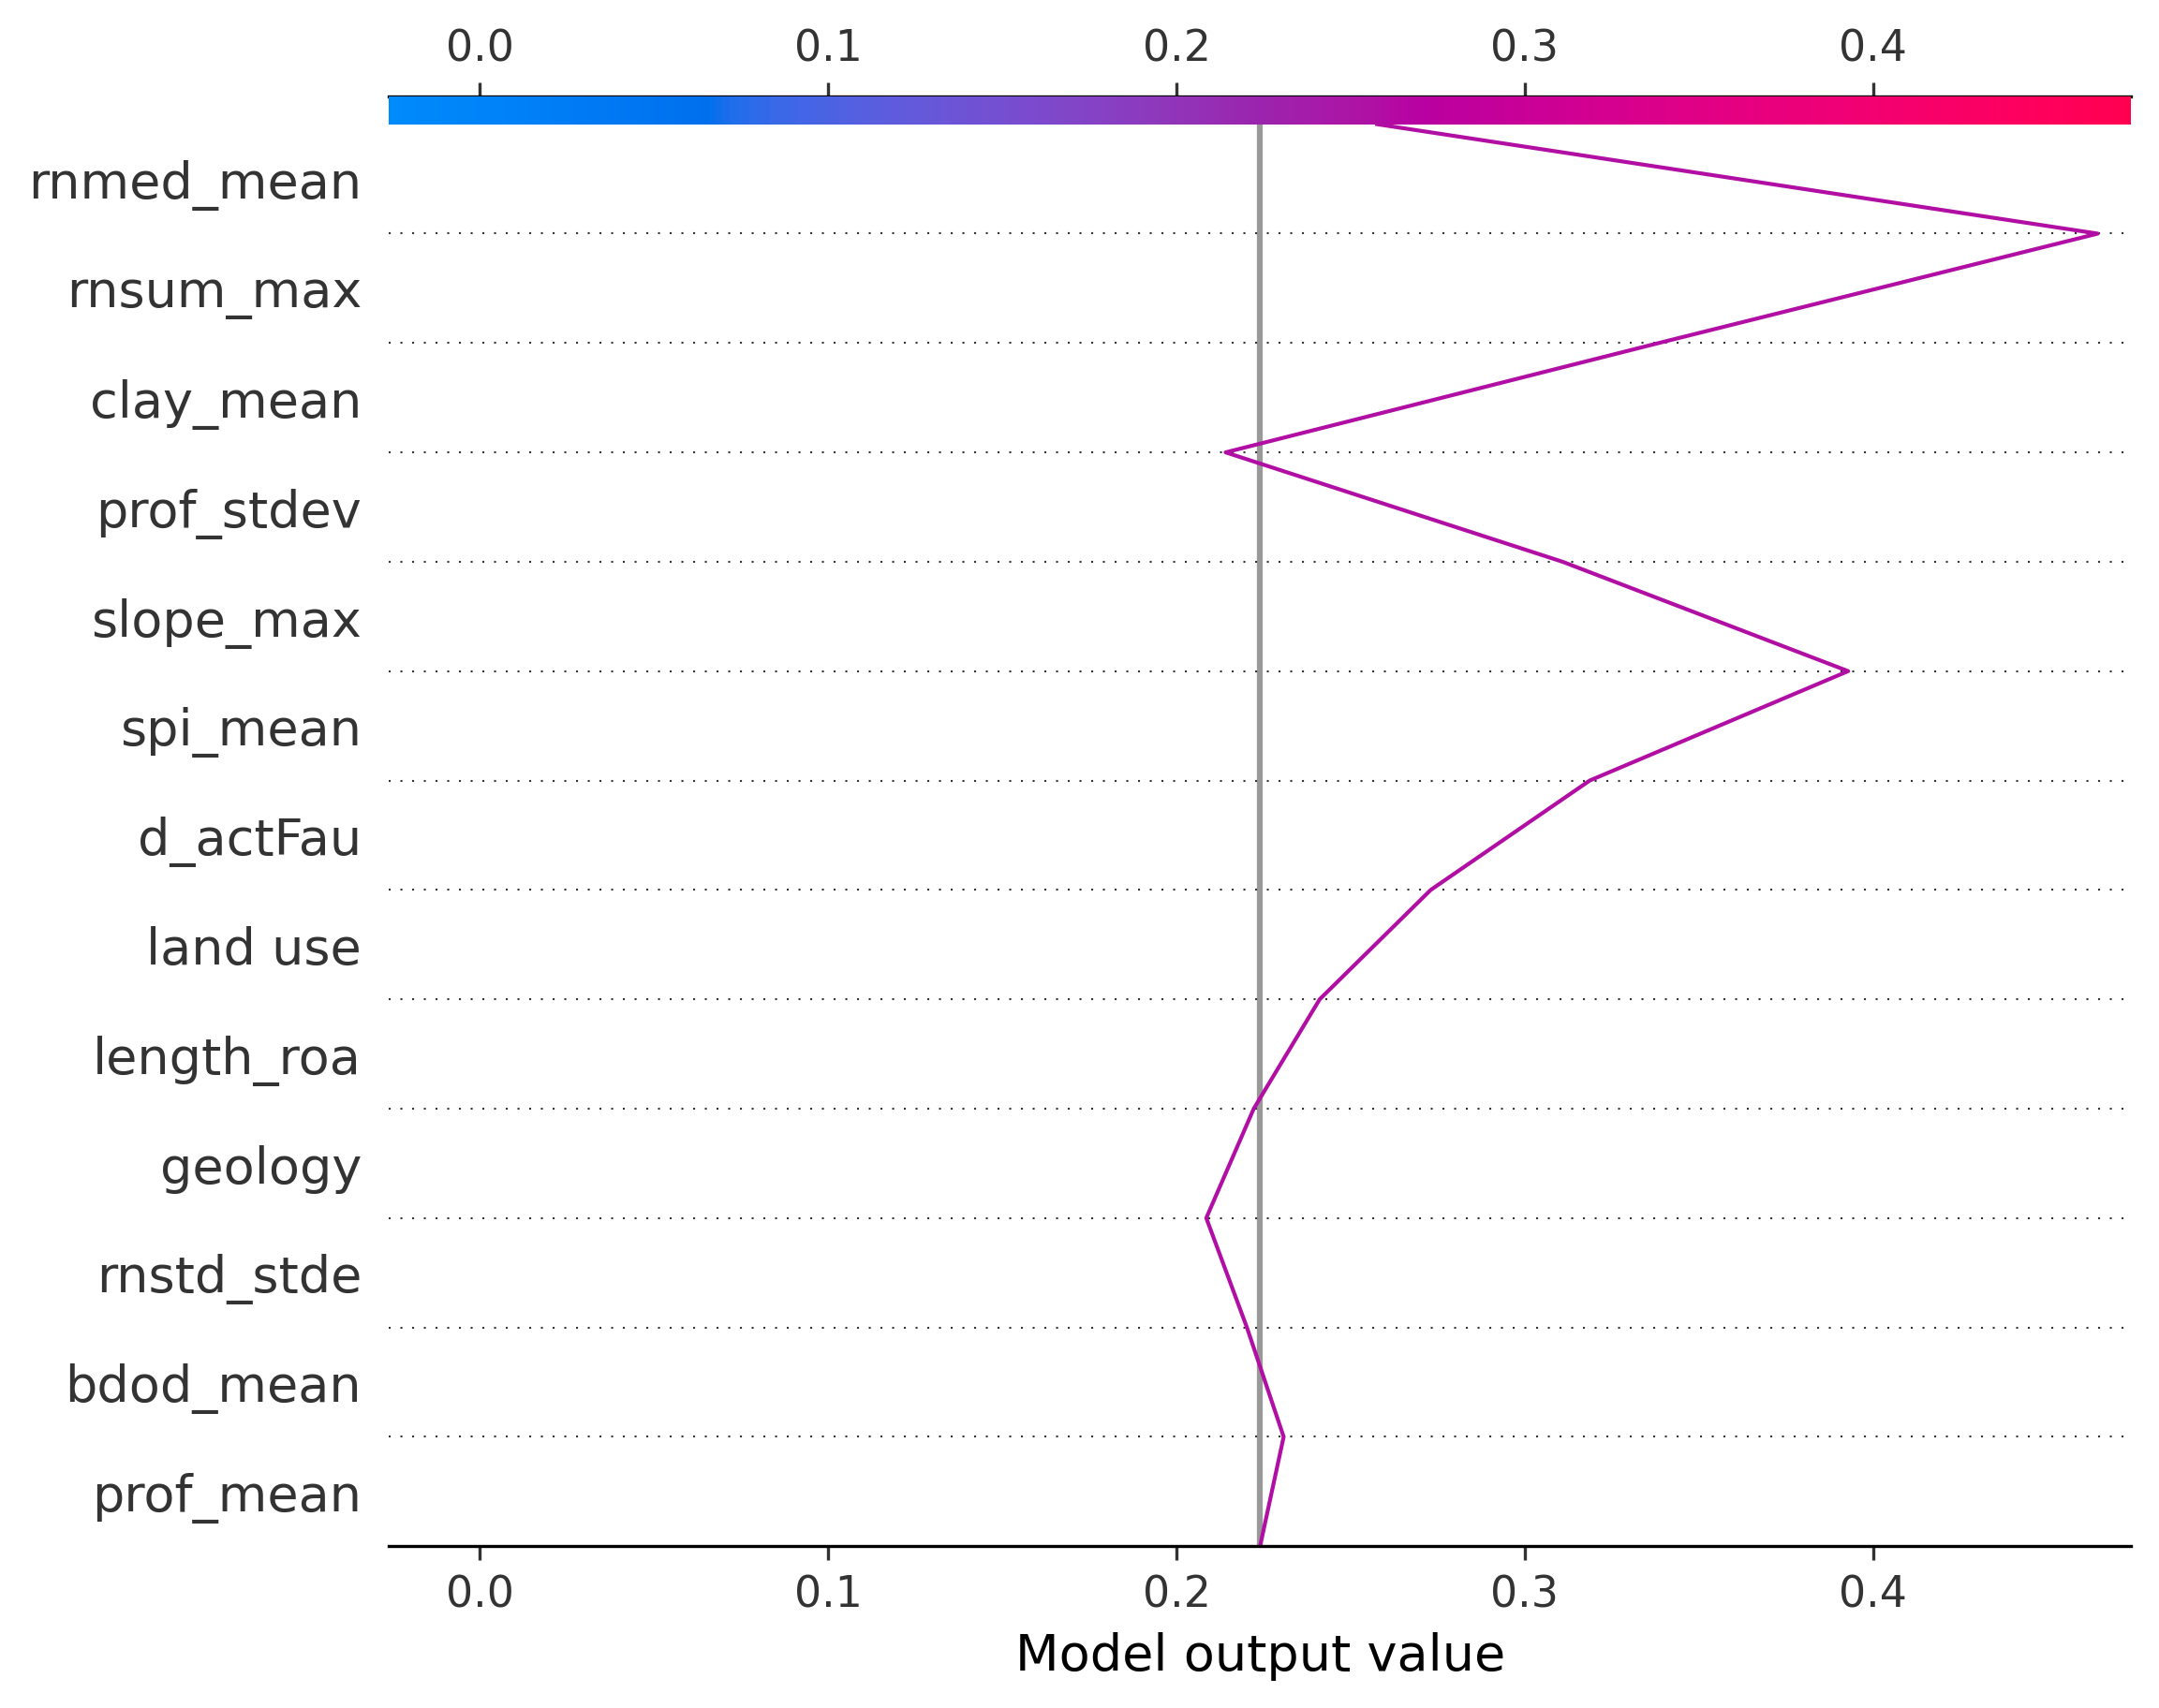 0.0 0.1 0.2 0.3 0.4
rnmed_mean
rnsum_max
clay_mean
prof_stdev
slope_max
spi_mean
d_actFau
land use
length_roa
geology
rnstd_stde
bdod_mean
prof_mean
0.0 0.1 0.2 0.3 0.4
Model output value